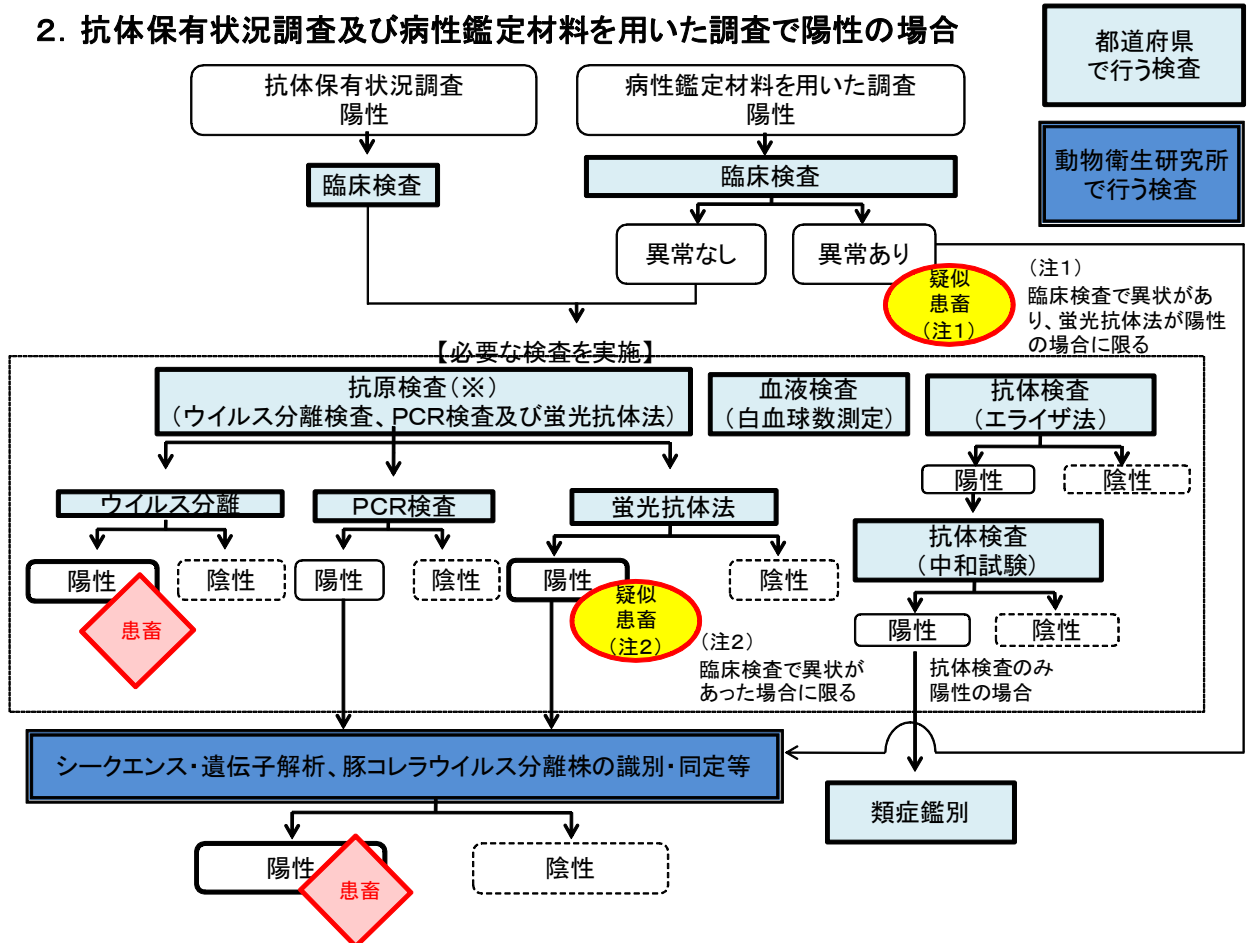 2．抗体保有状況調査及び病性鑑定材料を用いた調査で陽性の場合
都道府県
で行う検査
動物衛生研究所
で行う検査
抗体保有状況調査
陽性
病性鑑定材料を用いた調査
陽性
臨床検査
臨床検査
異常なし
異常あり
疑似
患畜
（注1）
（注1）
臨床検査で異状があ
り、蛍光抗体法が陽性
の場合に限る
【必要な検査を実施】
抗原検査（※）
（ウイルス分離検査、PCR検査及び蛍光抗体法）
血液検査
（白血球数測定）
抗体検査
（エライザ法）
陽性
陰性
ウイルス分離
PCR検査
蛍光抗体法
抗体検査
（中和試験）
陽性
陰性
陽性
陰性
陽性
陰性
患畜
疑似
患畜
（注2）
陽性
陰性
（注2）
臨床検査で異状が
あった場合に限る
抗体検査のみ
陽性の場合
シークエンス・遺伝子解析、豚コレラウイルス分離株の識別・同定等
類症鑑別
陽性
陰性
患畜